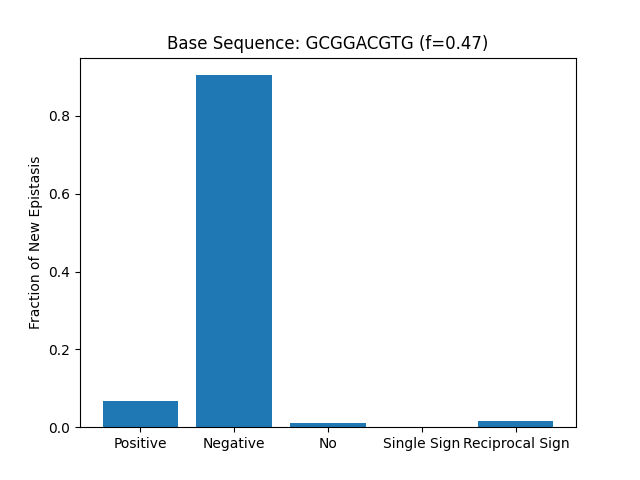 Base Sequence: GCGGACGTG (f=0.47)
Fraction of New Epistasis
0.8
0.6
0.4
0.2
0.0
Positive Negative No Single Sign Reciprocal Sign